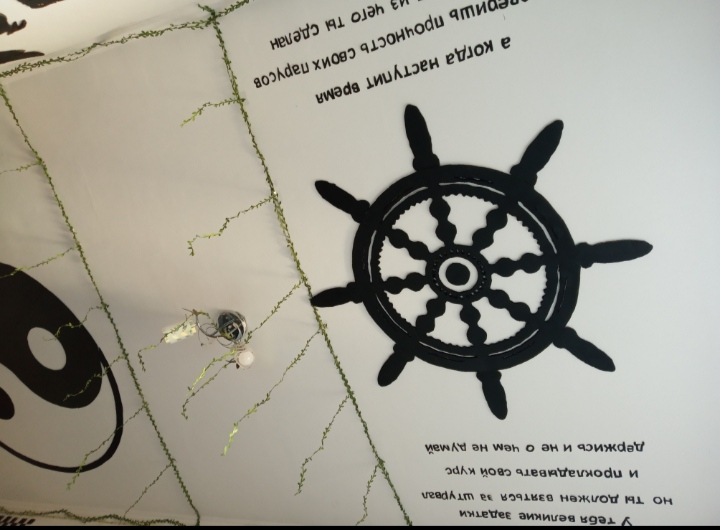 У тебя великие задатки
но ты должен взяться за штурвал
и прокладывать свой курс
держись и не о чем не думай
а когда наступит время
прочность своих парусов
из чего ты сделан